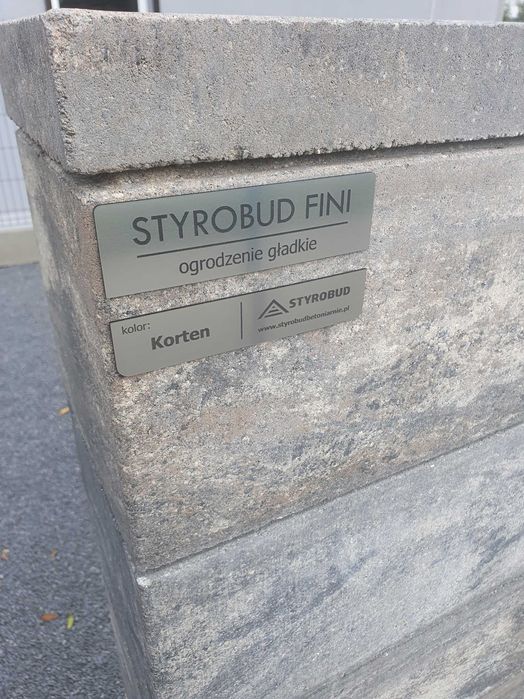 STYROBUD FINI
ogrodzenie gładkie
kolor:
Korten
STYROBUD
www.styrobudbetoniarnie.pl